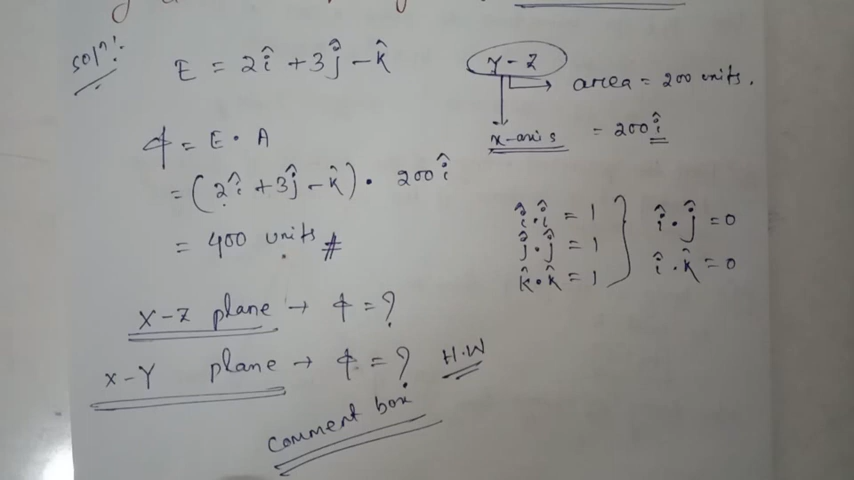 soln!
E = 2î + 3ĵ - k̂
y - z
area = 200 units.
x-axis = 200î
ϕ = E • A
= (2î + 3ĵ - k̂) • 200î
= 400 units #
î • î = 1
ĵ • ĵ = 1
k̂ • k̂ = 1
î • ĵ = 0
î • k̂ = 0
X-Z plane → ϕ = ?
X-Y plane → ϕ = ? H.W
comment box